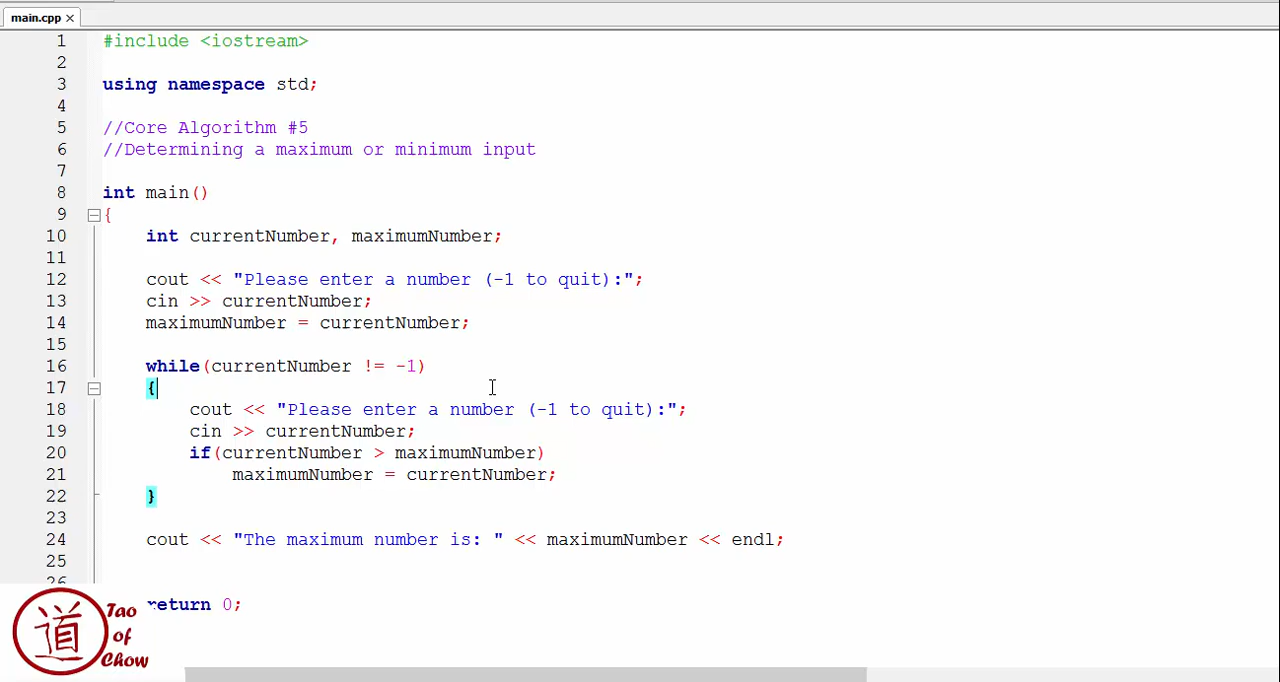 main.cpp ×
1 #include <iostream>
2
3 using namespace std;
4
5 //Core Algorithm #5
6 //Determining a maximum or minimum input
7
8 int main()
9 {
10 int currentNumber, maximumNumber;
11
12 cout << "Please enter a number (-1 to quit):";
13 cin >> currentNumber;
14 maximumNumber = currentNumber;
15
16 while(currentNumber != -1)
17 {
18 cout << "Please enter a number (-1 to quit):";
19 cin >> currentNumber;
20 if(currentNumber > maximumNumber)
21 maximumNumber = currentNumber;
22 }
23
24 cout << "The maximum number is: " << maximumNumber << endl;
25
26
return 0;
道
Tao
of
Chow